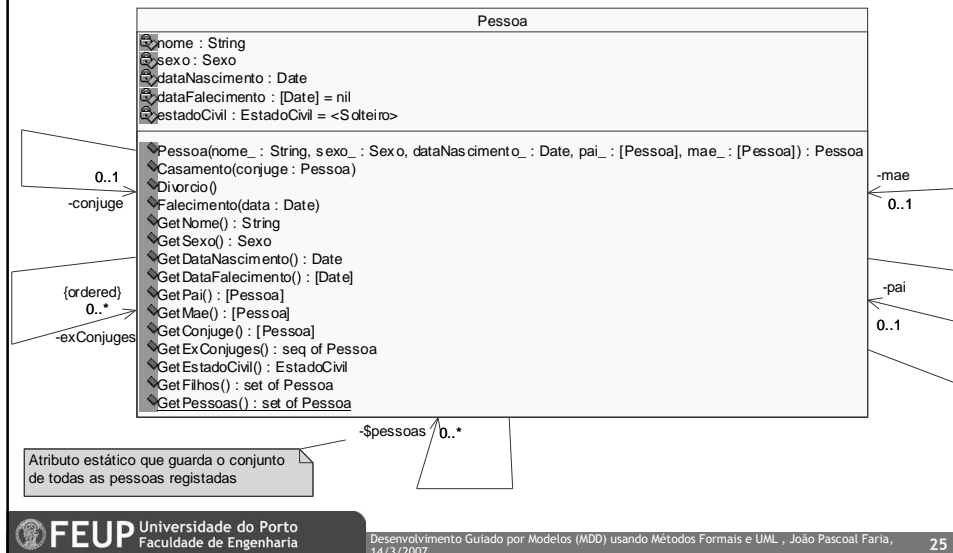 Pessoa
nome : String
sexo : Sexo
dataNascimento : Date
dataFalecimento : [Date] = nil
estadoCivil : EstadoCivil = <Solteiro>
Pessoa(nome_ : String, sexo_ : Sexo, dataNascimento_ : Date, pai_ : [Pessoa], mae_ : [Pessoa]) : Pessoa
Casamento(conjuge : Pessoa)
Divorcio()
Falecimento(data : Date)
GetNome() : String
GetSexo() : Sexo
GetDataNascimento() : Date
GetDataFalecimento() : [Date]
GetPai() : [Pessoa]
GetMae() : [Pessoa]
GetConjuge() : [Pessoa]
GetExConjuges() : seq of Pessoa
GetEstadoCivil() : EstadoCivil
GetFilhos() : set of Pessoa
GetPessoas() : set of Pessoa
0..1
-conjuge
{ordered}
0..*
-exConjuges
-mae
0..1
-pai
0..1
-$pessoas 0..*
Atributo estático que guarda o conjunto
de todas as pessoas registadas
FEUP Universidade do Porto
Faculdade de Engenharia
Desenvolvimento Guiado por Modelos (MDD) usando Métodos Formais e UML , João Pascoal Faria,
14/3/2007
25